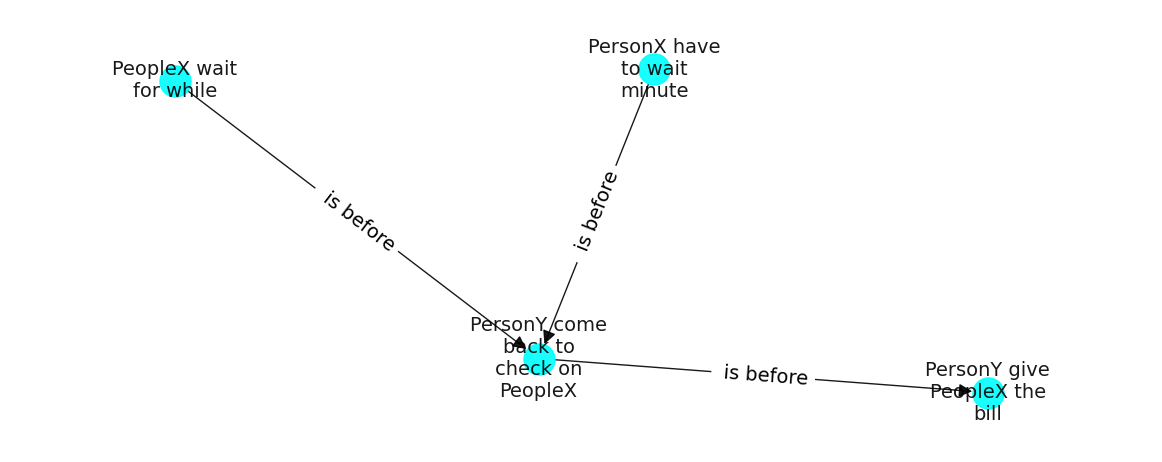 PeopleX wait
for while
PersonX have
to wait
minute
is before
is before
PersonY come
back to
check on
PeopleX
is before
PersonY give
PeopleX the
bill